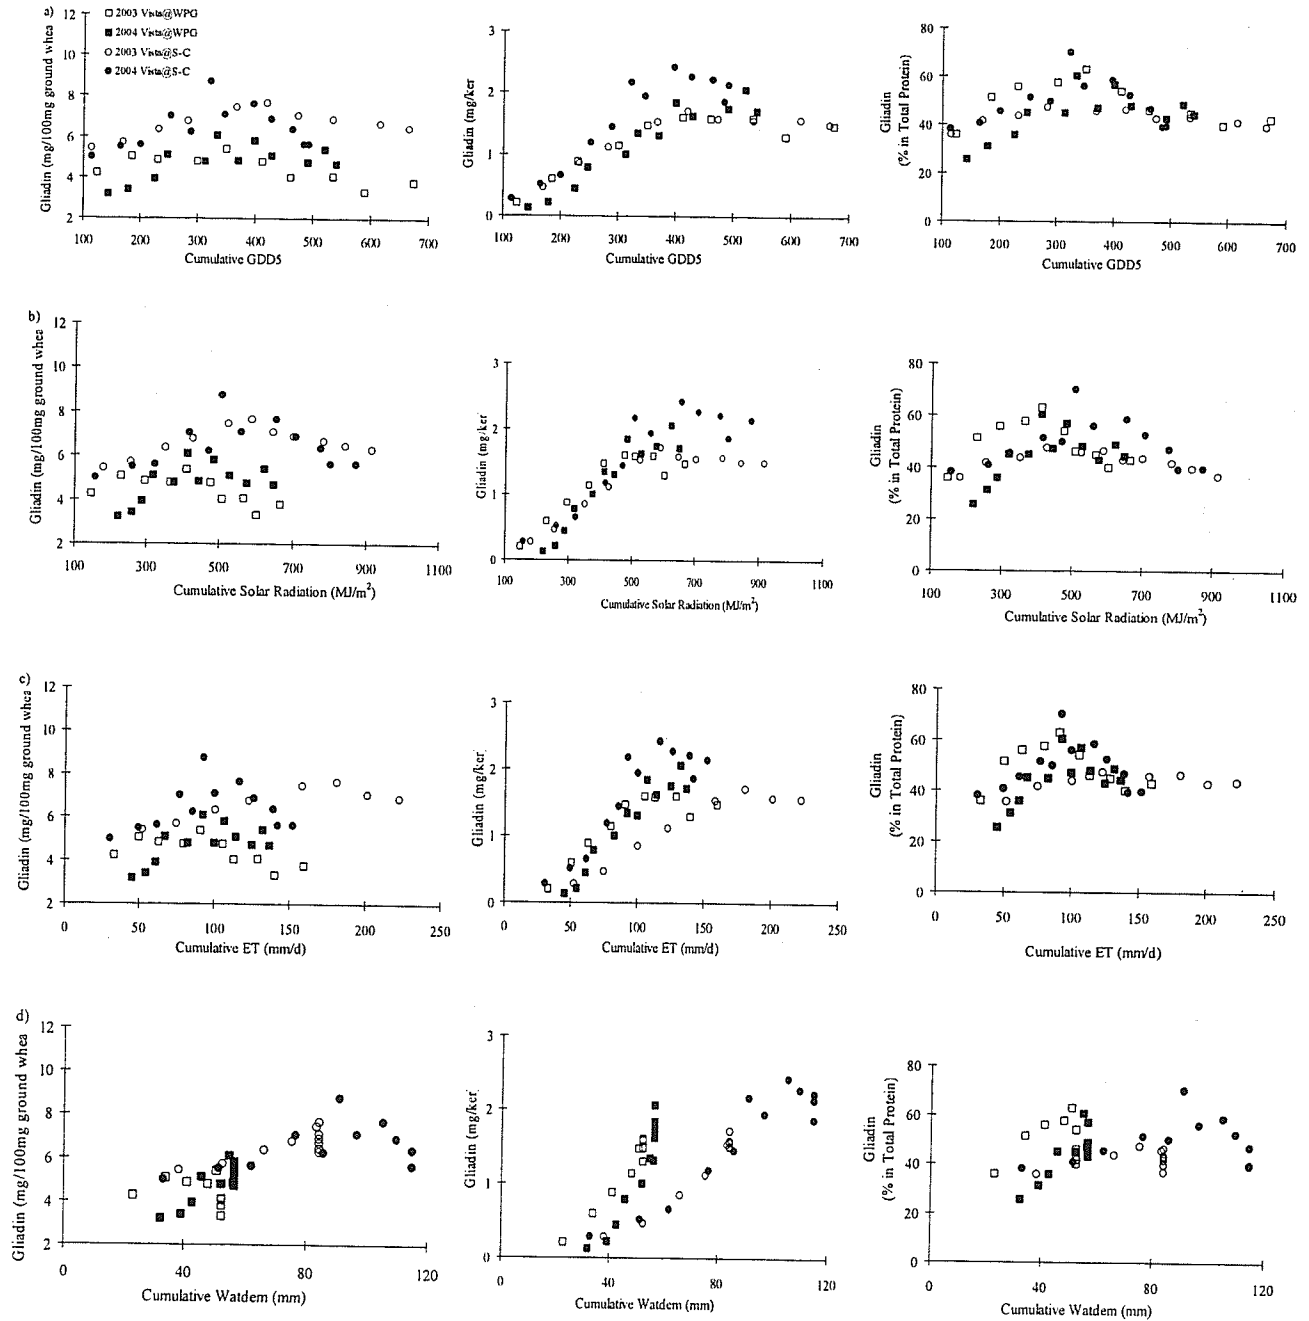 a)
□ 2003 Vista@WPG
■ 2004 Vista@WPG
○ 2003 Vista@S-C
● 2004 Vista@S-C
Gliadin (mg/100mg ground whea
12
10
8
6
4
2
100 200 300 400 500 600 700
Cumulative GDD5
Gliadin (mg/ker
3
2
1
0
100 200 300 400 500 600 700
Cumulative GDD5
Gliadin
(% in Total Protein)
80
60
40
20
0
100 200 300 400 500 600 700
Cumulative GDD5
b)
Gliadin (mg/100mg ground whea
12
10
8
6
4
2
100 300 500 700 900 1100
Cumulative Solar Radiation (MJ/m²)
Gliadin (mg/ker
3
2
1
0
100 300 500 700 900 1100
Cumulative Solar Radiation (MJ/m²)
Gliadin
(% in Total Protein)
80
60
40
20
0
100 300 500 700 900 1100
Cumulative Solar Radiation (MJ/m²)
c)
Gliadin (mg/100mg ground whea
12
10
8
6
4
2
0 50 100 150 200 250
Cumulative ET (mm/d)
Gliadin (mg/ker
3
2
1
0
0 50 100 150 200 250
Cumulative ET (mm/d)
Gliadin
(% in Total Protein)
80
60
40
20
0
0 50 100 150 200 250
Cumulative ET (mm/d)
d)
Gliadin (mg/100mg ground whea
12
10
8
6
4
2
0 40 80 120
Cumulative Watdem (mm)
Gliadin (mg/ker
3
2
1
0
0 40 80 120
Cumulative Watdem (mm)
Gliadin
(% in Total Protein)
80
60
40
20
0
0 40 80 120
Cumulative Watdem (mm)